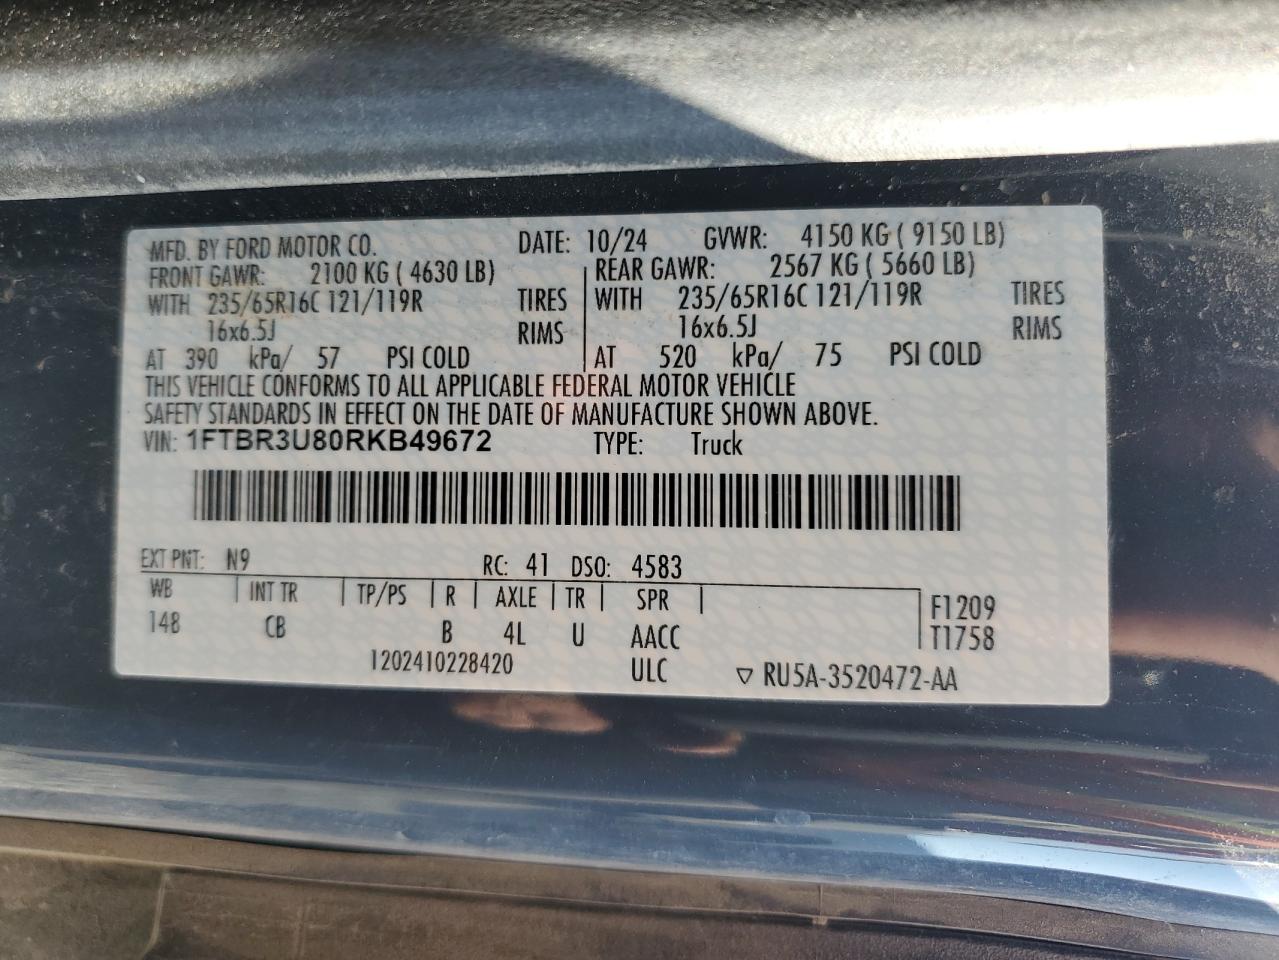 MFD. BY FORD MOTOR CO. DATE: 10/24 GVWR: 4150 KG ( 9150 LB)
FRONT GAWR: 2100 KG ( 4630 LB) REAR GAWR: 2567 KG ( 5660 LB)
WITH 235/65R16C 121/119R TIRES WITH 235/65R16C 121/119R TIRES
16x6.5J RIMS 16x6.5J RIMS
AT 390 kPa/ 57 PSI COLD AT 520 kPa/ 75 PSI COLD
THIS VEHICLE CONFORMS TO ALL APPLICABLE FEDERAL MOTOR VEHICLE
SAFETY STANDARDS IN EFFECT ON THE DATE OF MANUFACTURE SHOWN ABOVE.
VIN: 1FTBR3U80RKB49672 TYPE: Truck
EXT PNT: N9 RC: 41 DSO: 4583
WB INT TR TP/PS R AXLE TR SPR F1209
148 CB B 4L U AACC T1758
1202410228420 ULC ▽ RU5A-3520472-AA